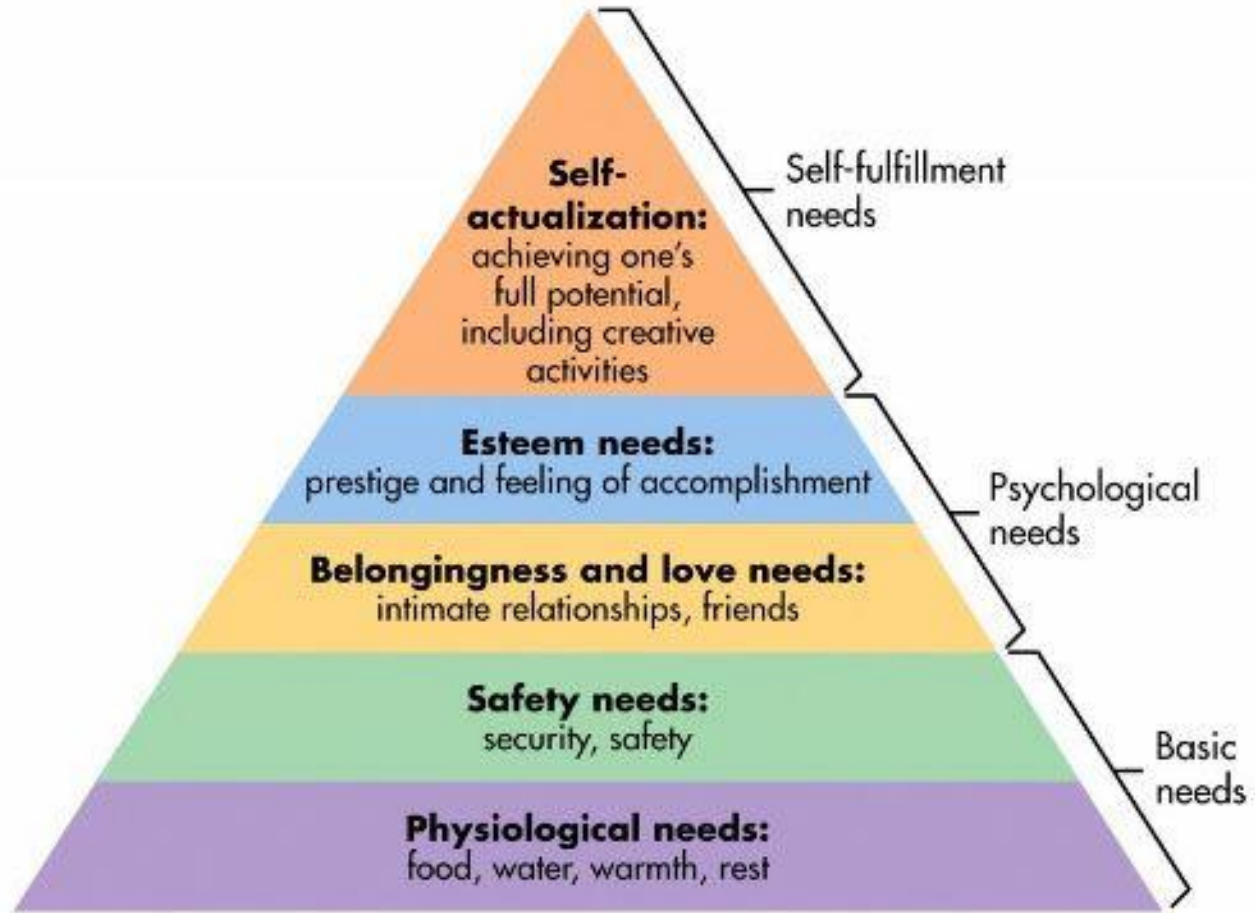 Self-
actualization:
achieving one's
full potential,
including creative
activities
Self-fulfillment
needs
Esteem needs:
prestige and feeling of accomplishment
Belongingness and love needs:
intimate relationships, friends
Psychological
needs
Safety needs:
security, safety
Physiological needs:
food, water, warmth, rest
Basic
needs